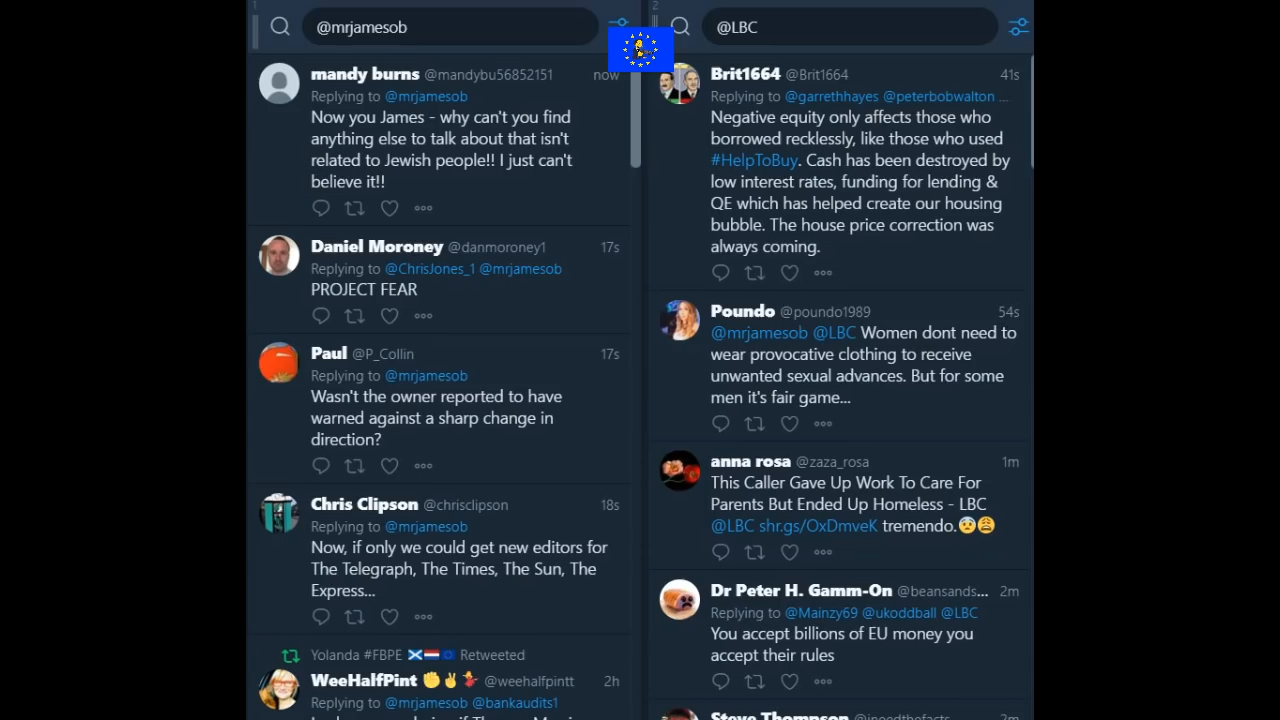 1
@mrjamesob
mandy burns @mandybu56852151 now
Replying to @mrjamesob
Now you James - why can't you find
anything else to talk about that isn't
related to Jewish people!! I just can't
believe it!!
Daniel Moroney @danmoroney1 17s
Replying to @ChrisJones_1 @mrjamesob
PROJECT FEAR
Paul @P_Collin 17s
Replying to @mrjamesob
Wasn't the owner reported to have
warned against a sharp change in
direction?
Chris Clipson @chrisclipson 18s
Replying to @mrjamesob
Now, if only we could get new editors for
The Telegraph, The Times, The Sun, The
Express...
Yolanda #FBPE Retweeted
WeeHalfPint ✊✌💃 @weehalfpintt 2h
Replying to @mrjamesob @bankaudits1
2
@LBC
Brit1664 @Brit1664 41s
Replying to @garrethhayes @peterbobwalton ...
Negative equity only affects those who
borrowed recklessly, like those who used
#HelpToBuy. Cash has been destroyed by
low interest rates, funding for lending &
QE which has helped create our housing
bubble. The house price correction was
always coming.
Poundo @poundo1989 54s
@mrjamesob @LBC Women dont need to
wear provocative clothing to receive
unwanted sexual advances. But for some
men it's fair game...
anna rosa @zaza_rosa 1m
This Caller Gave Up Work To Care For
Parents But Ended Up Homeless - LBC
@LBC shr.gs/OxDmveK tremendo.😨😩
Dr Peter H. Gamm-On @beansands... 2m
Replying to @Mainzy69 @ukoddball @LBC
You accept billions of EU money you
accept their rules
Steve Thompson @ineedthefacts 2m